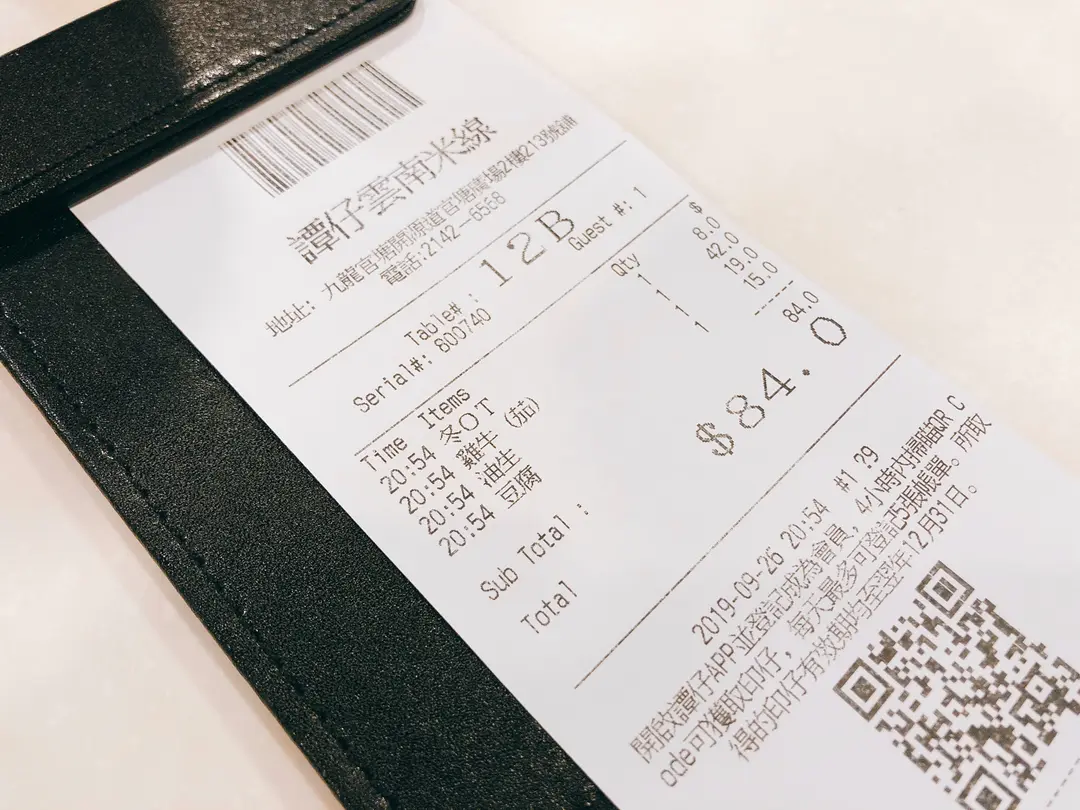 譚仔雲南米線
地址: 九龍官塘開源道官塘廣場2樓213號舖
電話:2142-6568
Table# : 12B
Serial#: 600740 Guest #: 1
Time Items Qty $
20:54 冬OT 1 8.0
20:54 雞牛 (茄) 1 42.0
20:54 油生 1 19.0
20:54 豆腐 1 15.0
Sub Total : 84.0
Total $84.0
2019-09-26 20:54 #1 ?9
開啟譚仔APP並登記成為會員, 4小時內掃瞄QR C
ode可獲取印仔, 每天最多可登記5張帳單。所取
得的印仔有效期均至翌年12月31日。